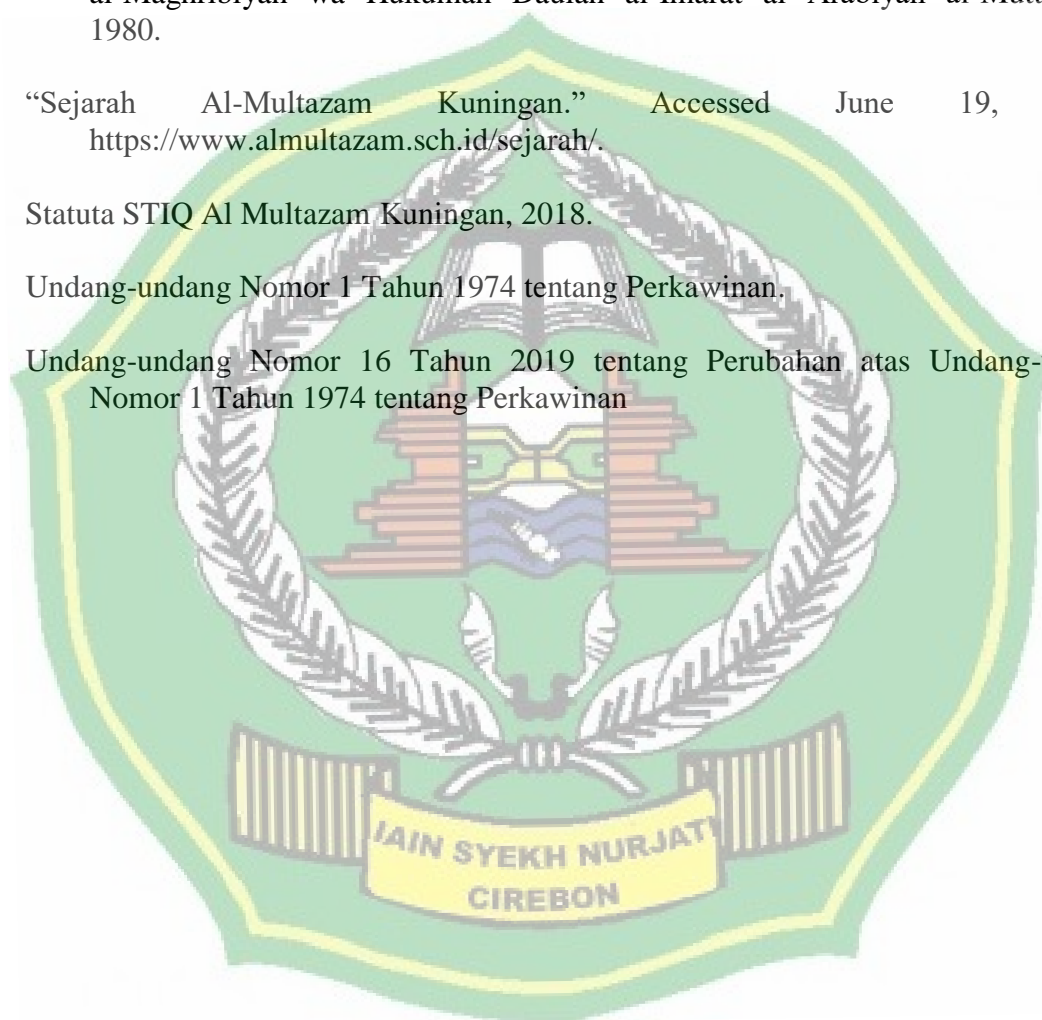 al-Maghribiyah wa Hukumah Daulah al-Imarat al-'Arabiyah al-
1980.
“Sejarah Al-Multazam Kuningan.” Accessed June 19,
https://www.almultazam.sch.id/sejarah/.
Statuta STIQ Al Multazam Kuningan, 2018.
Undang-undang Nomor 1 Tahun 1974 tentang Perkawinan.
Undang-undang Nomor 16 Tahun 2019 tentang Perubahan atas Undang-
Nomor 1 Tahun 1974 tentang Perkawinan
IAIN SYEKH NURJATI
CIREBON